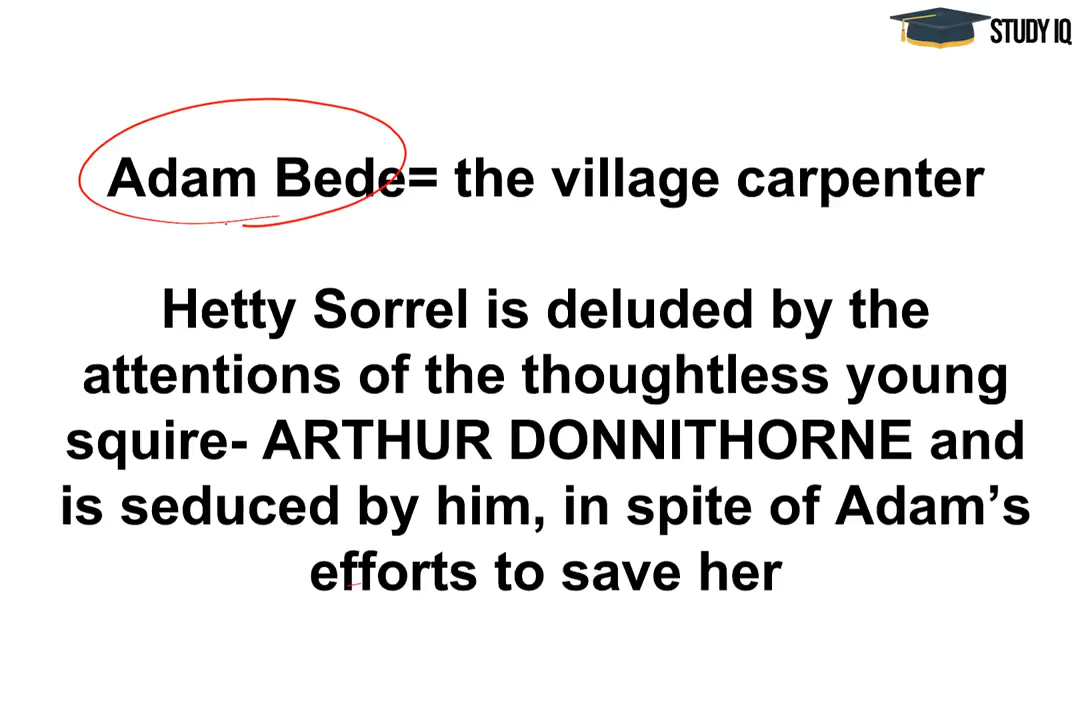 STUDY IQ
Adam Bede= the village carpenter
Hetty Sorrel is deluded by the
attentions of the thoughtless young
squire- ARTHUR DONNITHORNE and
is seduced by him, in spite of Adam’s
efforts to save her